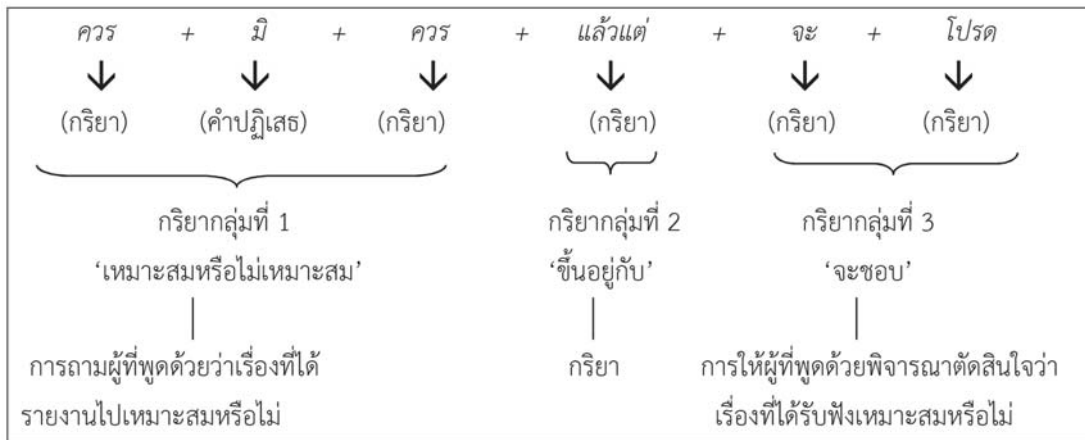 ควร + มิ + ควร + แล้วแต่ + จะ + โปรด
(กริยา) (คำปฏิเสธ) (กริยา) (กริยา) (กริยา) (กริยา)
กริยากลุ่มที่ 1 กริยากลุ่มที่ 2 กริยากลุ่มที่ 3
‘เหมาะสมหรือไม่เหมาะสม’ ‘ขึ้นอยู่กับ’ ‘จะชอบ’
การถามผู้ที่พูดด้วยว่าเรื่องที่ได้ กริยา การให้ผู้ที่พูดด้วยพิจารณาตัดสินใจว่า
รายงานไปเหมาะสมหรือไม่ เรื่องที่ได้รับฟังเหมาะสมหรือไม่